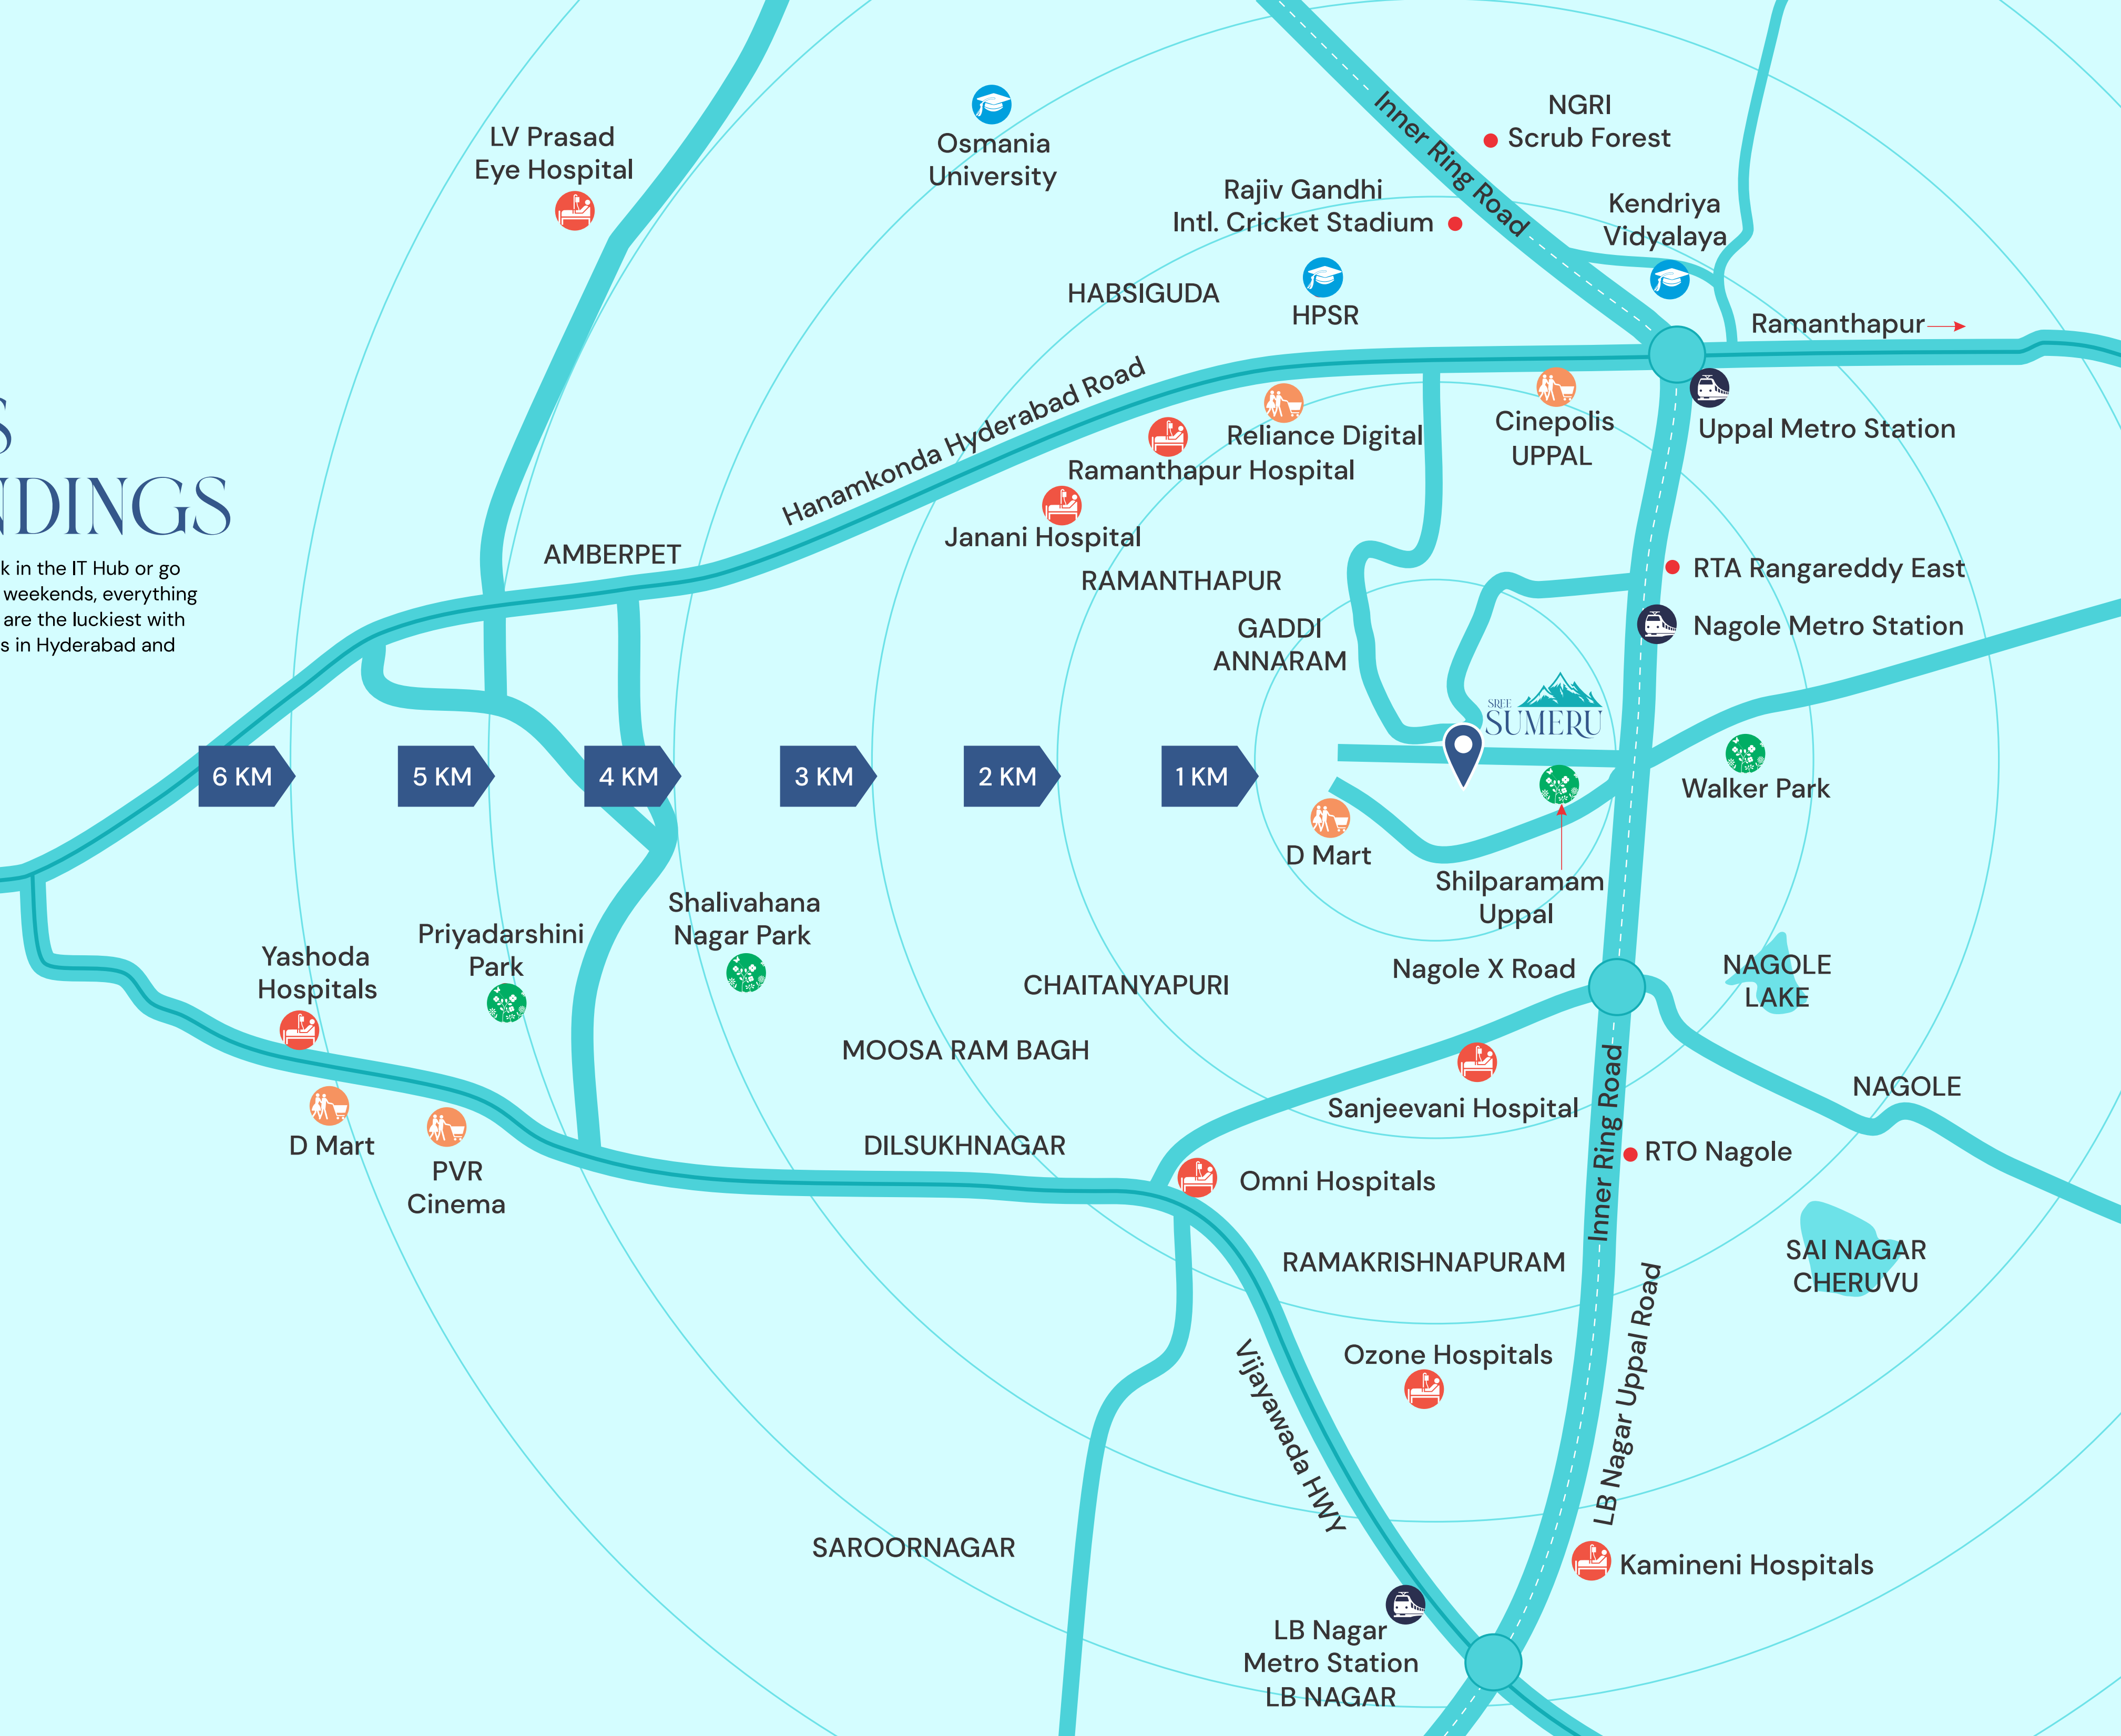 S
NDINGS
k in the IT Hub or go
weekends, everything
are the luckiest with
s in Hyderabad and
LV Prasad
Eye Hospital
Osmania
University
Inner Ring Road
NGRI
Scrub Forest
Rajiv Gandhi
Intl. Cricket Stadium
Kendriya
Vidyalaya
HABSIGUDA
HPSR
Ramanthapur
Hanamkonda Hyderabad Road
Reliance Digital
Cinepolis
UPPAL
Uppal Metro Station
Ramanthapur Hospital
Janani Hospital
AMBERPET
RAMANTHAPUR
RTA Rangareddy East
GADDI
ANNARAM
Nagole Metro Station
SREE
SUMERU
6 KM
5 KM
4 KM
3 KM
2 KM
1 KM
Walker Park
D Mart
Shilparamam
Uppal
Shalivahana
Nagar Park
Priyadarshini
Park
Yashoda
Hospitals
CHAITANYAPURI
Nagole X Road
NAGOLE
LAKE
MOOSA RAM BAGH
Sanjeevani Hospital
Inner Ring Road
NAGOLE
D Mart
PVR
Cinema
DILSUKHNAGAR
Omni Hospitals
RTO Nagole
RAMAKRISHNAPURAM
SAI NAGAR
CHERUVU
Ozone Hospitals
Vijayawada HWY
LB Nagar Uppal Road
SAROORNAGAR
Kamineni Hospitals
LB Nagar
Metro Station
LB NAGAR